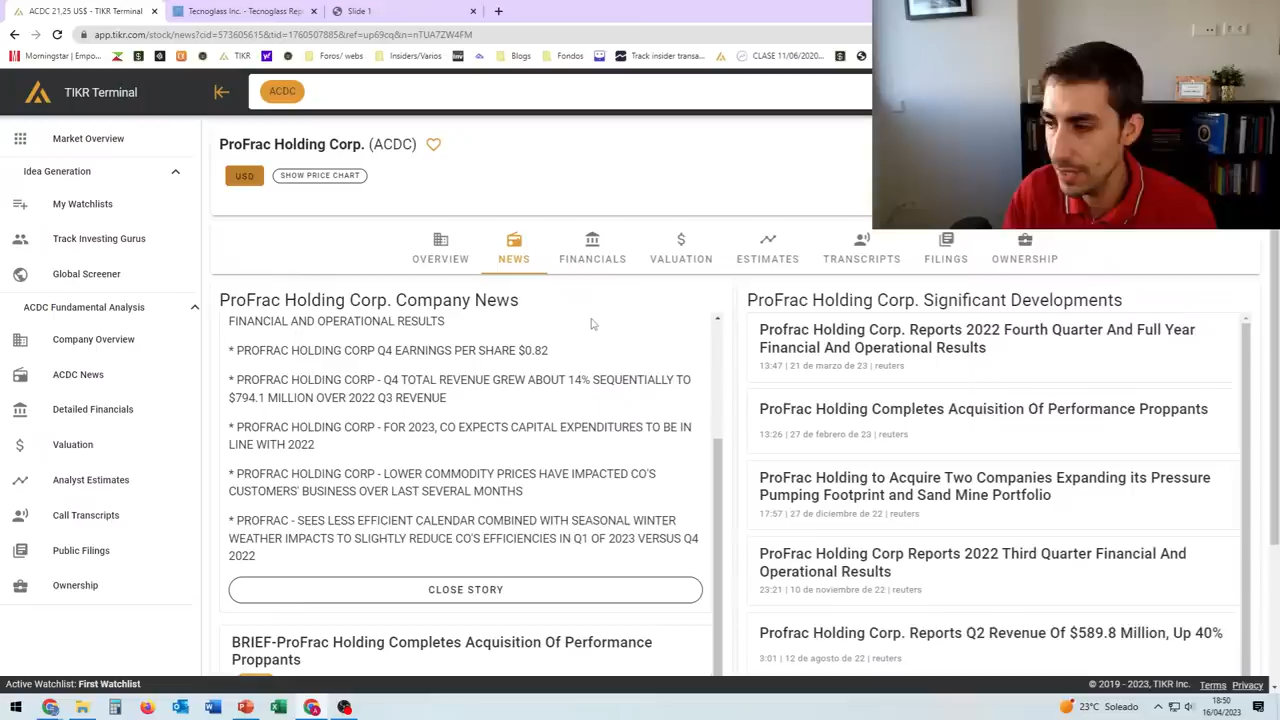 ACDC 21,25 US$ - TIKR Terminal
Tecnoglass Inc. - Tecnoglass Rep
Slide 1
app.tikr.com/stock/news?cid=573605615&tid=1760507885&ref=up69cq&n=nTUA7ZW4FM
Morningstar | Empo...
TIKR
Foros/ webs
Insiders/Varios
Blogs
Fondos
Track insider transa...
CLASE 11/06/2020...
TIKR Terminal
ACDC
Market Overview
Idea Generation
My Watchlists
Track Investing Gurus
Global Screener
ACDC Fundamental Analysis
Company Overview
ACDC News
Detailed Financials
Valuation
Analyst Estimates
Call Transcripts
Public Filings
Ownership
ProFrac Holding Corp. (ACDC)
USD
SHOW PRICE CHART
OVERVIEW
NEWS
FINANCIALS
VALUATION
ESTIMATES
TRANSCRIPTS
FILINGS
OWNERSHIP
ProFrac Holding Corp. Company News
FINANCIAL AND OPERATIONAL RESULTS
* PROFRAC HOLDING CORP Q4 EARNINGS PER SHARE $0.82
* PROFRAC HOLDING CORP - Q4 TOTAL REVENUE GREW ABOUT 14% SEQUENTIALLY TO
$794.1 MILLION OVER 2022 Q3 REVENUE
* PROFRAC HOLDING CORP - FOR 2023, CO EXPECTS CAPITAL EXPENDITURES TO BE IN
LINE WITH 2022
* PROFRAC HOLDING CORP - LOWER COMMODITY PRICES HAVE IMPACTED CO'S
CUSTOMERS' BUSINESS OVER LAST SEVERAL MONTHS
* PROFRAC - SEES LESS EFFICIENT CALENDAR COMBINED WITH SEASONAL WINTER
WEATHER IMPACTS TO SLIGHTLY REDUCE CO'S EFFICIENCIES IN Q1 OF 2023 VERSUS Q4
2022
CLOSE STORY
BRIEF-ProFrac Holding Completes Acquisition Of Performance
Proppants
ProFrac Holding Corp. Significant Developments
Profrac Holding Corp. Reports 2022 Fourth Quarter And Full Year
Financial And Operational Results
13:47 | 21 de marzo de 23 | reuters
ProFrac Holding Completes Acquisition Of Performance Proppants
13:26 | 27 de febrero de 23 | reuters
ProFrac Holding to Acquire Two Companies Expanding its Pressure
Pumping Footprint and Sand Mine Portfolio
17:57 | 27 de diciembre de 22 | reuters
ProFrac Holding Corp Reports 2022 Third Quarter Financial And
Operational Results
23:21 | 10 de noviembre de 22 | reuters
Profrac Holding Corp. Reports Q2 Revenue Of $589.8 Million, Up 40%
3:01 | 12 de agosto de 22 | reuters
Active Watchlist: First Watchlist
© 2019 - 2023, TIKR Inc.
Terms
Privacy
23°C Soleado
18:50
16/04/2023